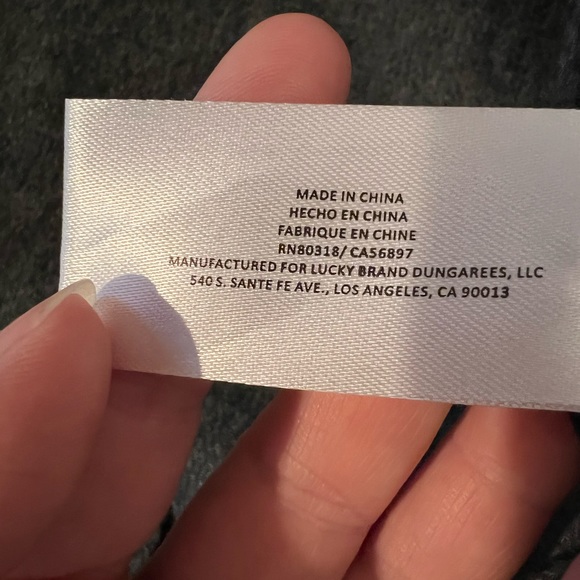 MADE IN CHINA
HECHO EN CHINA
FABRIQUE EN CHINE
RN80318/ CA56897
MANUFACTURED FOR LUCKY BRAND DUNGAREES, LLC
540 S. SANTE FE AVE., LOS ANGELES, CA 90013